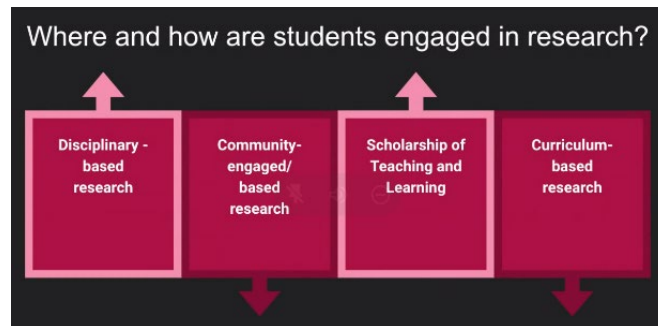 Where and how are students engaged in research?
Disciplinary -
based
research
Community-
engaged/
based
research
Scholarship of
Teaching and
Learning
Curriculum-
based
research